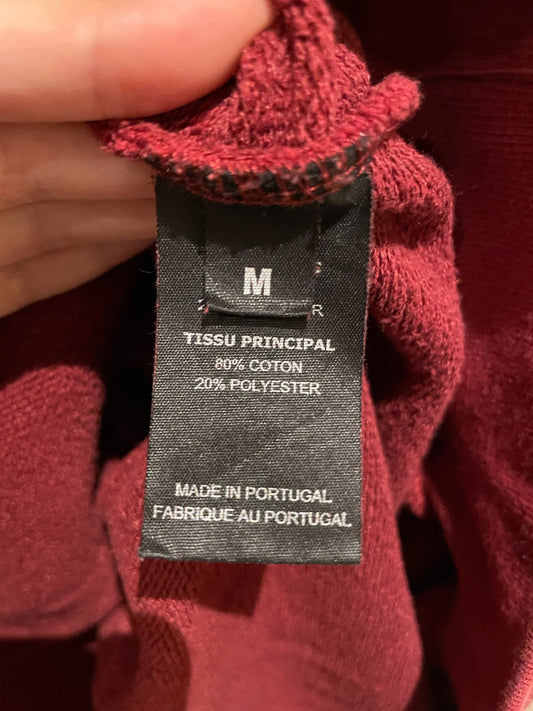 M
R
TISSU PRINCIPAL
80% COTON
20% POLYESTER
MADE IN PORTUGAL
FABRIQUE AU PORTUGAL